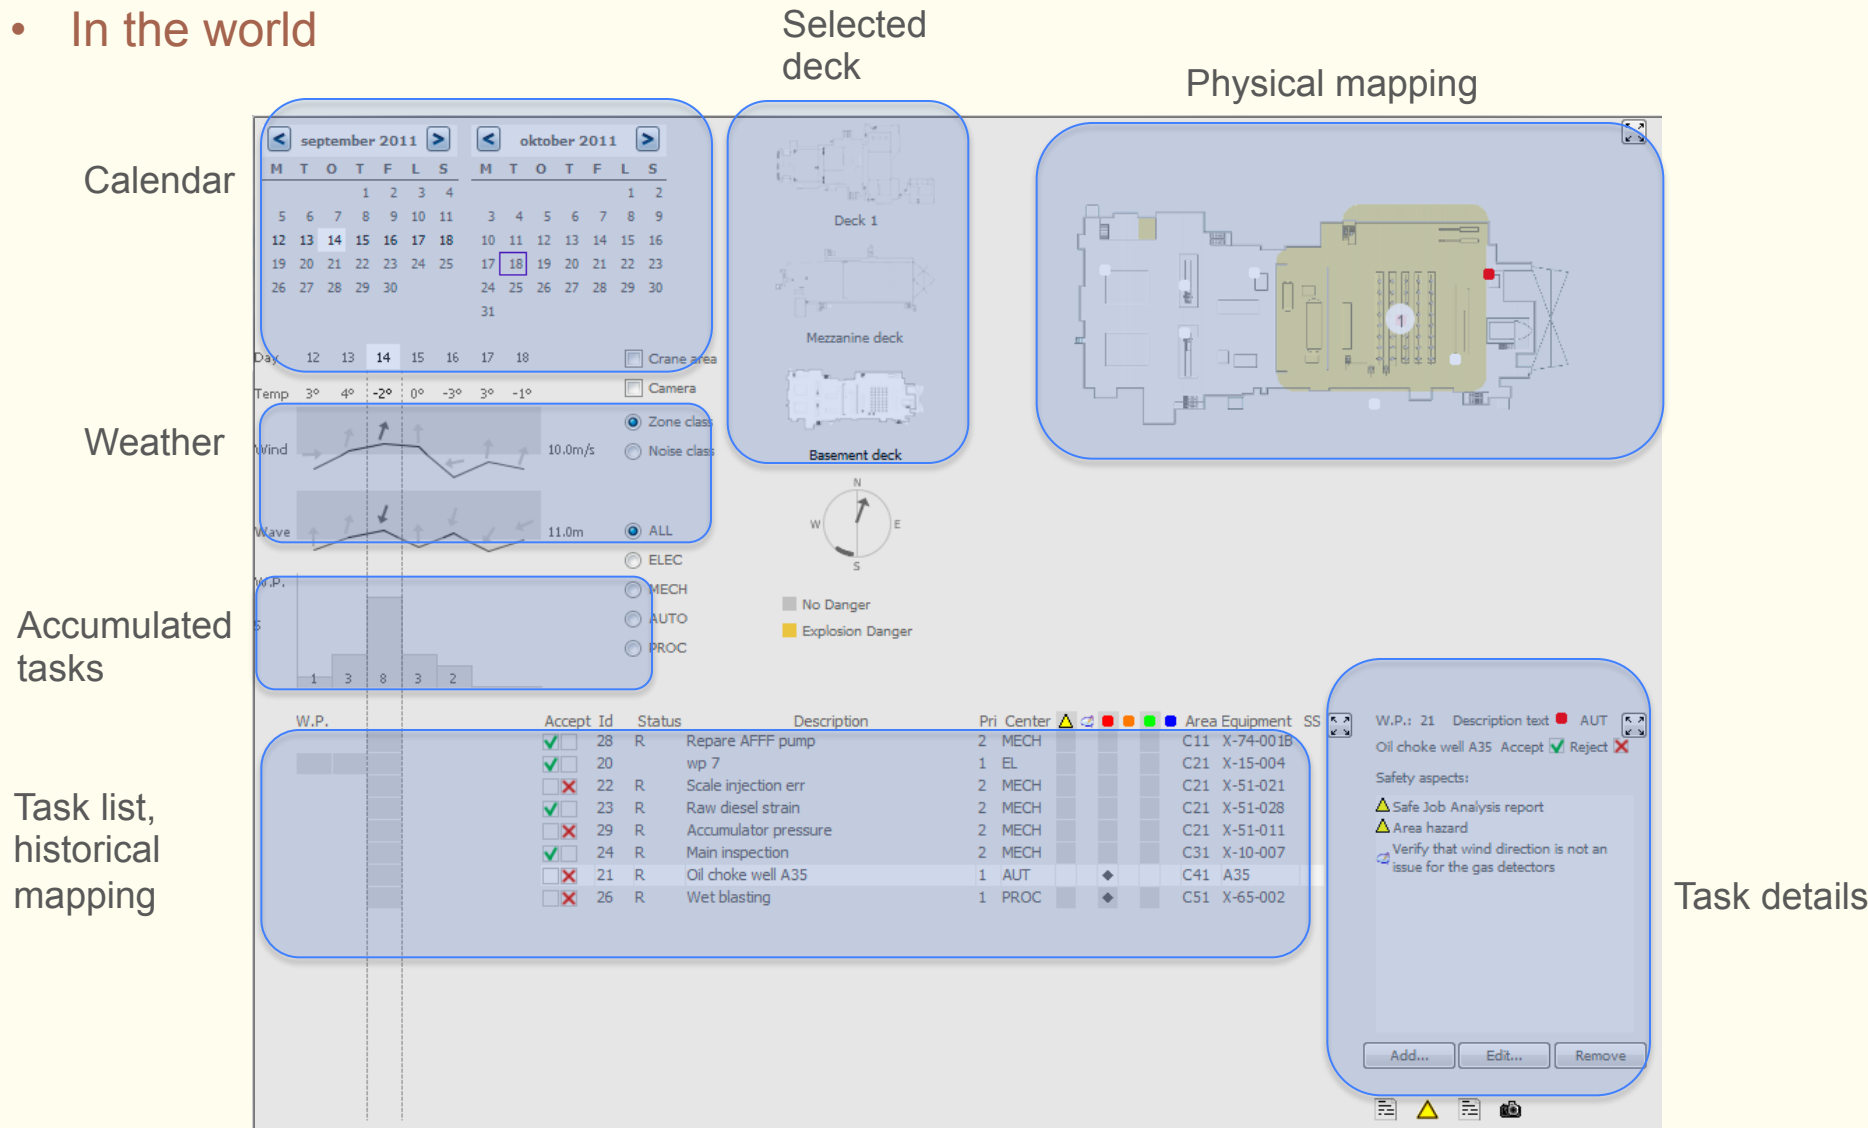 • In the world
Selected
deck
Physical mapping
Calendar
Weather
Accumulated
tasks
Task list,
historical
mapping
Task details
< september 2011 >
M T O T F L S
1 2 3 4
5 6 7 8 9 10 11
12 13 14 15 16 17 18
19 20 21 22 23 24 25
26 27 28 29 30
< oktober 2011 >
M T O T F L S
1 2
3 4 5 6 7 8 9
10 11 12 13 14 15 16
17 18 19 20 21 22 23
24 25 26 27 28 29 30
31
Day 12 13 14 15 16 17 18
Temp 3° 4° -2° 0° -3° 3° -1°
Wind 10.0m/s
Wave 11.0m
W.P.
5
1 3 8 3 2
Crane area
Camera
Zone class
Noise class
ALL
ELEC
MECH
AUTO
PROC
Deck 1
Mezzanine deck
Basement deck
N
W E
S
No Danger
Explosion Danger
1
W.P. Accept Id Status Description Pri Center Area Equipment SS
28 R Repare AFFF pump 2 MECH C11 X-74-001B
20 wp 7 1 EL C21 X-15-004
22 R Scale injection err 2 MECH C21 X-51-021
23 R Raw diesel strain 2 MECH C21 X-51-028
29 R Accumulator pressure 2 MECH C21 X-51-011
24 R Main inspection 2 MECH C31 X-10-007
21 R Oil choke well A35 1 AUT C41 A35
26 R Wet blasting 1 PROC C51 X-65-002
W.P.: 21 Description text AUT
Oil choke well A35 Accept Reject
Safety aspects:
Safe Job Analysis report
Area hazard
Verify that wind direction is not an
issue for the gas detectors
Add... Edit... Remove